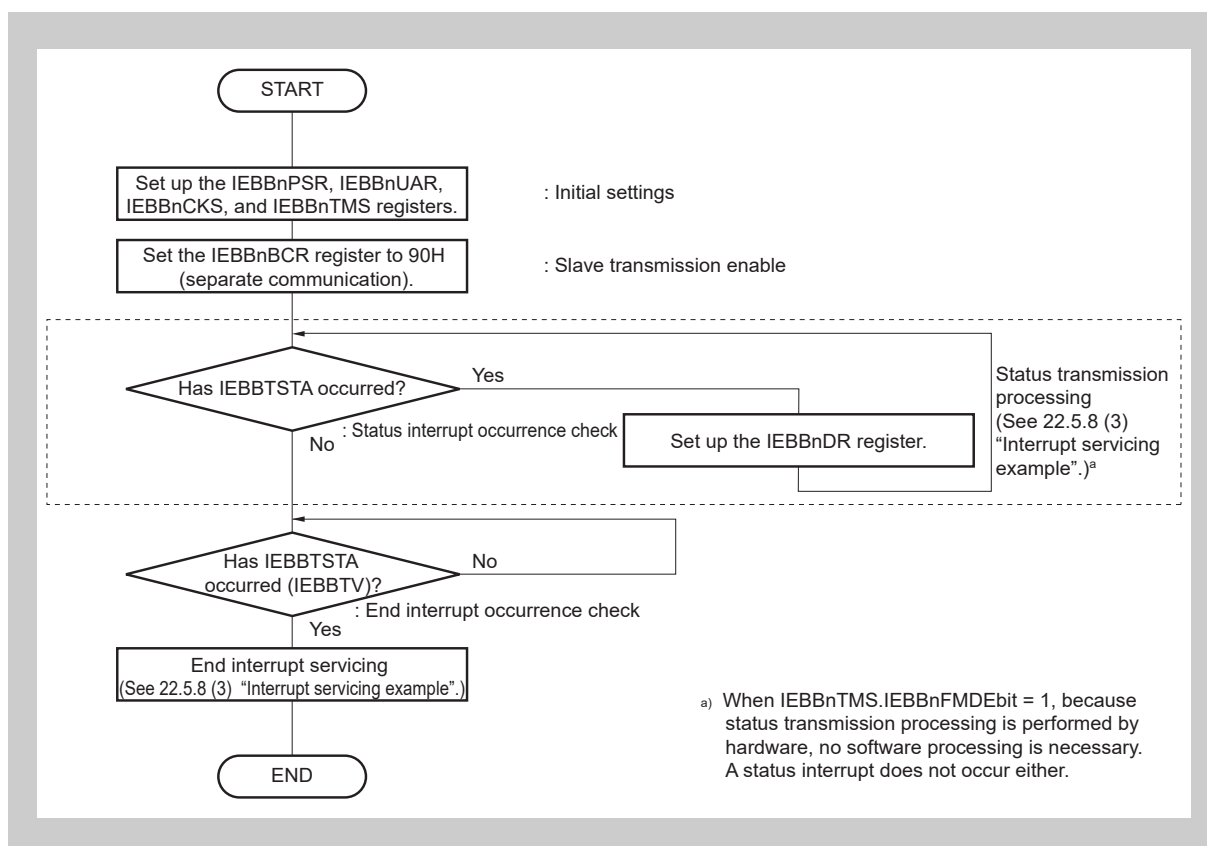 START
Set up the IEBBnPSR, IEBBnUAR,
IEBBnCKS, and IEBBnTMS registers.
: Initial settings
Set the IEBBnBCR register to 90H
(separate communication).
: Slave transmission enable
Has IEBBTSTA occurred?
Yes
No
: Status interrupt occurrence check
Set up the IEBBnDR register.
Status transmission
processing
(See 22.5.8 (3)
“Interrupt servicing
example”.)a
Has IEBBTSTA
occurred (IEBBTV)?
No
: End interrupt occurrence check
Yes
End interrupt servicing
(See 22.5.8 (3) “Interrupt servicing example”.)
END
a) When IEBBnTMS.IEBBnFMDEbit = 1, because
status transmission processing is performed by
hardware, no software processing is necessary.
A status interrupt does not occur either.